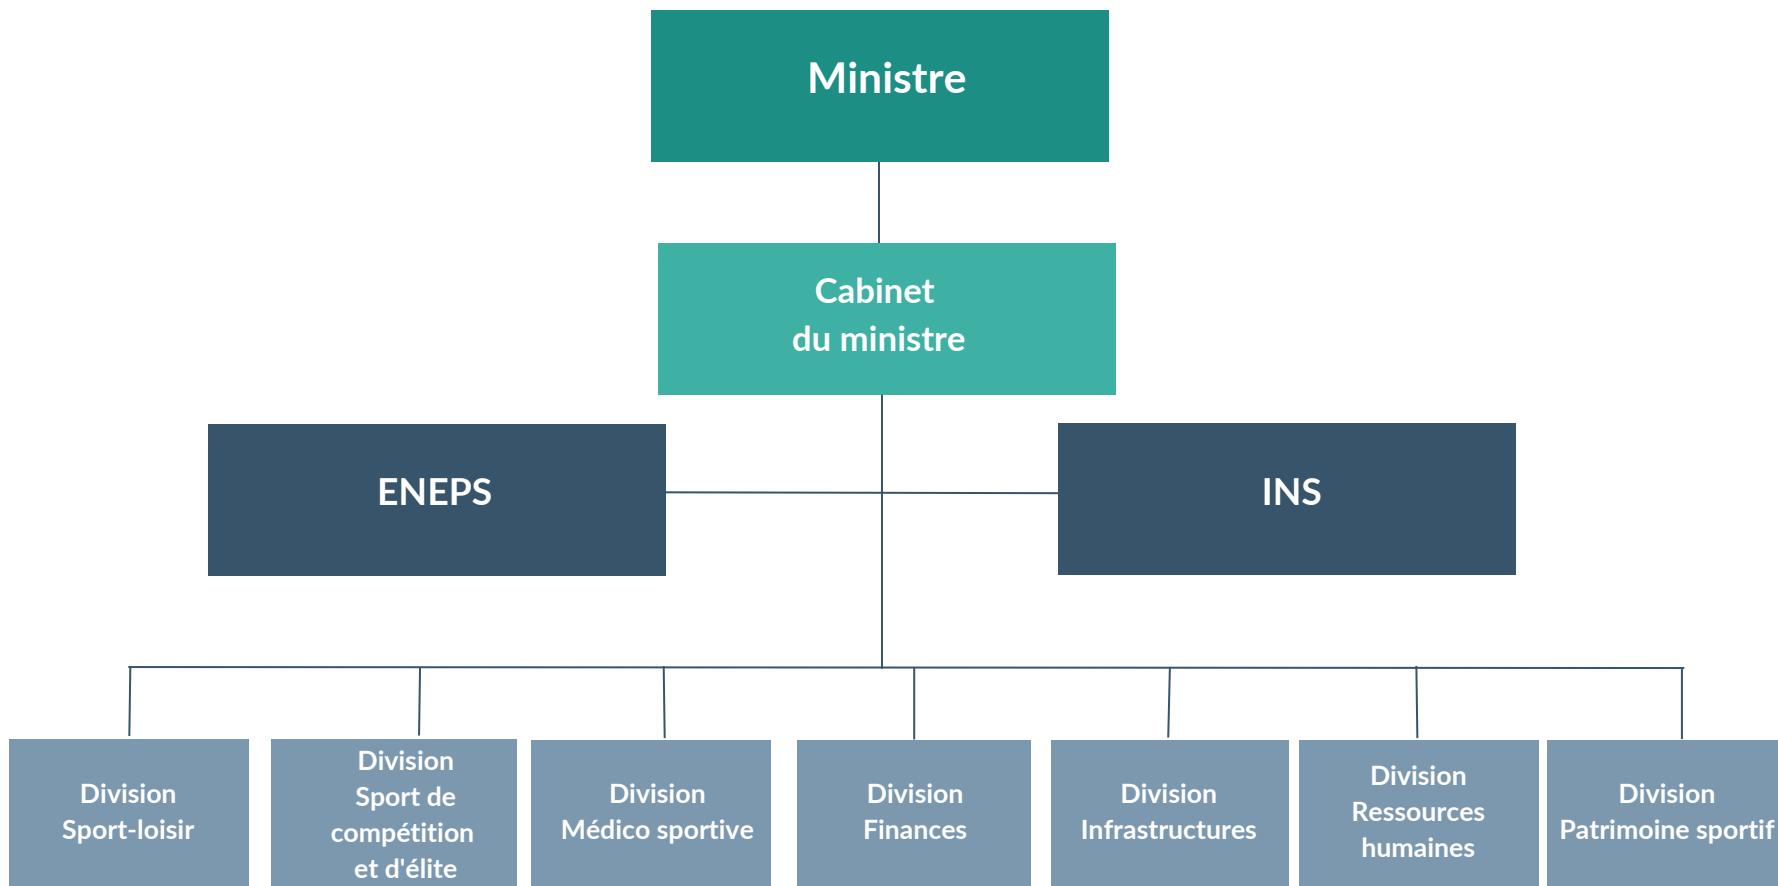 Ministre
Cabinet
du ministre
ENEPS
INS
Division
Sport-loisir
Division
Sport de
compétition
et d'élite
Division
Médico sportive
Division
Finances
Division
Infrastructures
Division
Ressources
humaines
Division
Patrimoine sportif